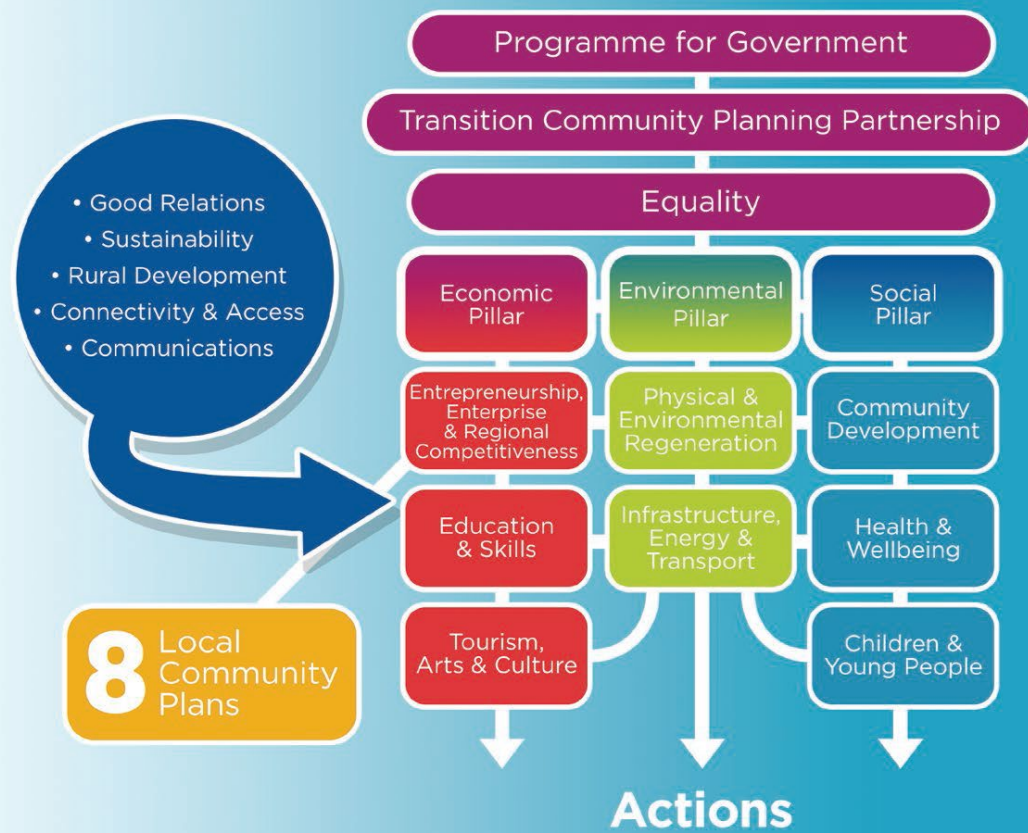 Programme for Government
Transition Community Planning Partnership
Equality
• Good Relations
• Sustainability
• Rural Development
• Connectivity & Access
• Communications
Economic
Pillar
Environmental
Pillar
Social
Pillar
Entrepreneurship,
Enterprise
& Regional
Competitiveness
Physical &
Environmental
Regeneration
Community
Development
Education
& Skills
Infrastructure,
Energy &
Transport
Health &
Wellbeing
8 Local
Community
Plans
Tourism,
Arts & Culture
Children &
Young People
Actions